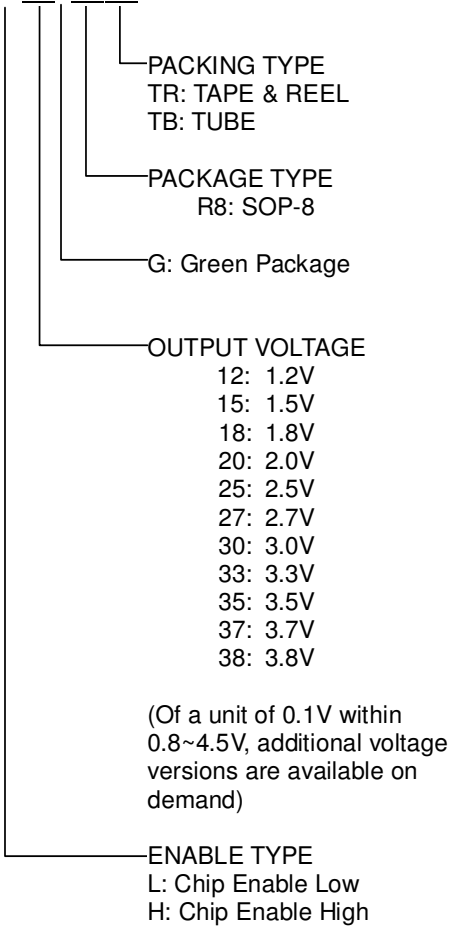 PACKING TYPE
TR: TAPE & REEL
TB: TUBE
PACKAGE TYPE
R8: SOP-8
G: Green Package
OUTPUT VOLTAGE
12: 1.2V
15: 1.5V
18: 1.8V
20: 2.0V
25: 2.5V
27: 2.7V
30: 3.0V
33: 3.3V
35: 3.5V
37: 3.7V
38: 3.8V
(Of a unit of 0.1V within
0.8~4.5V, additional voltage
versions are available on
demand)
ENABLE TYPE
L: Chip Enable Low
H: Chip Enable High